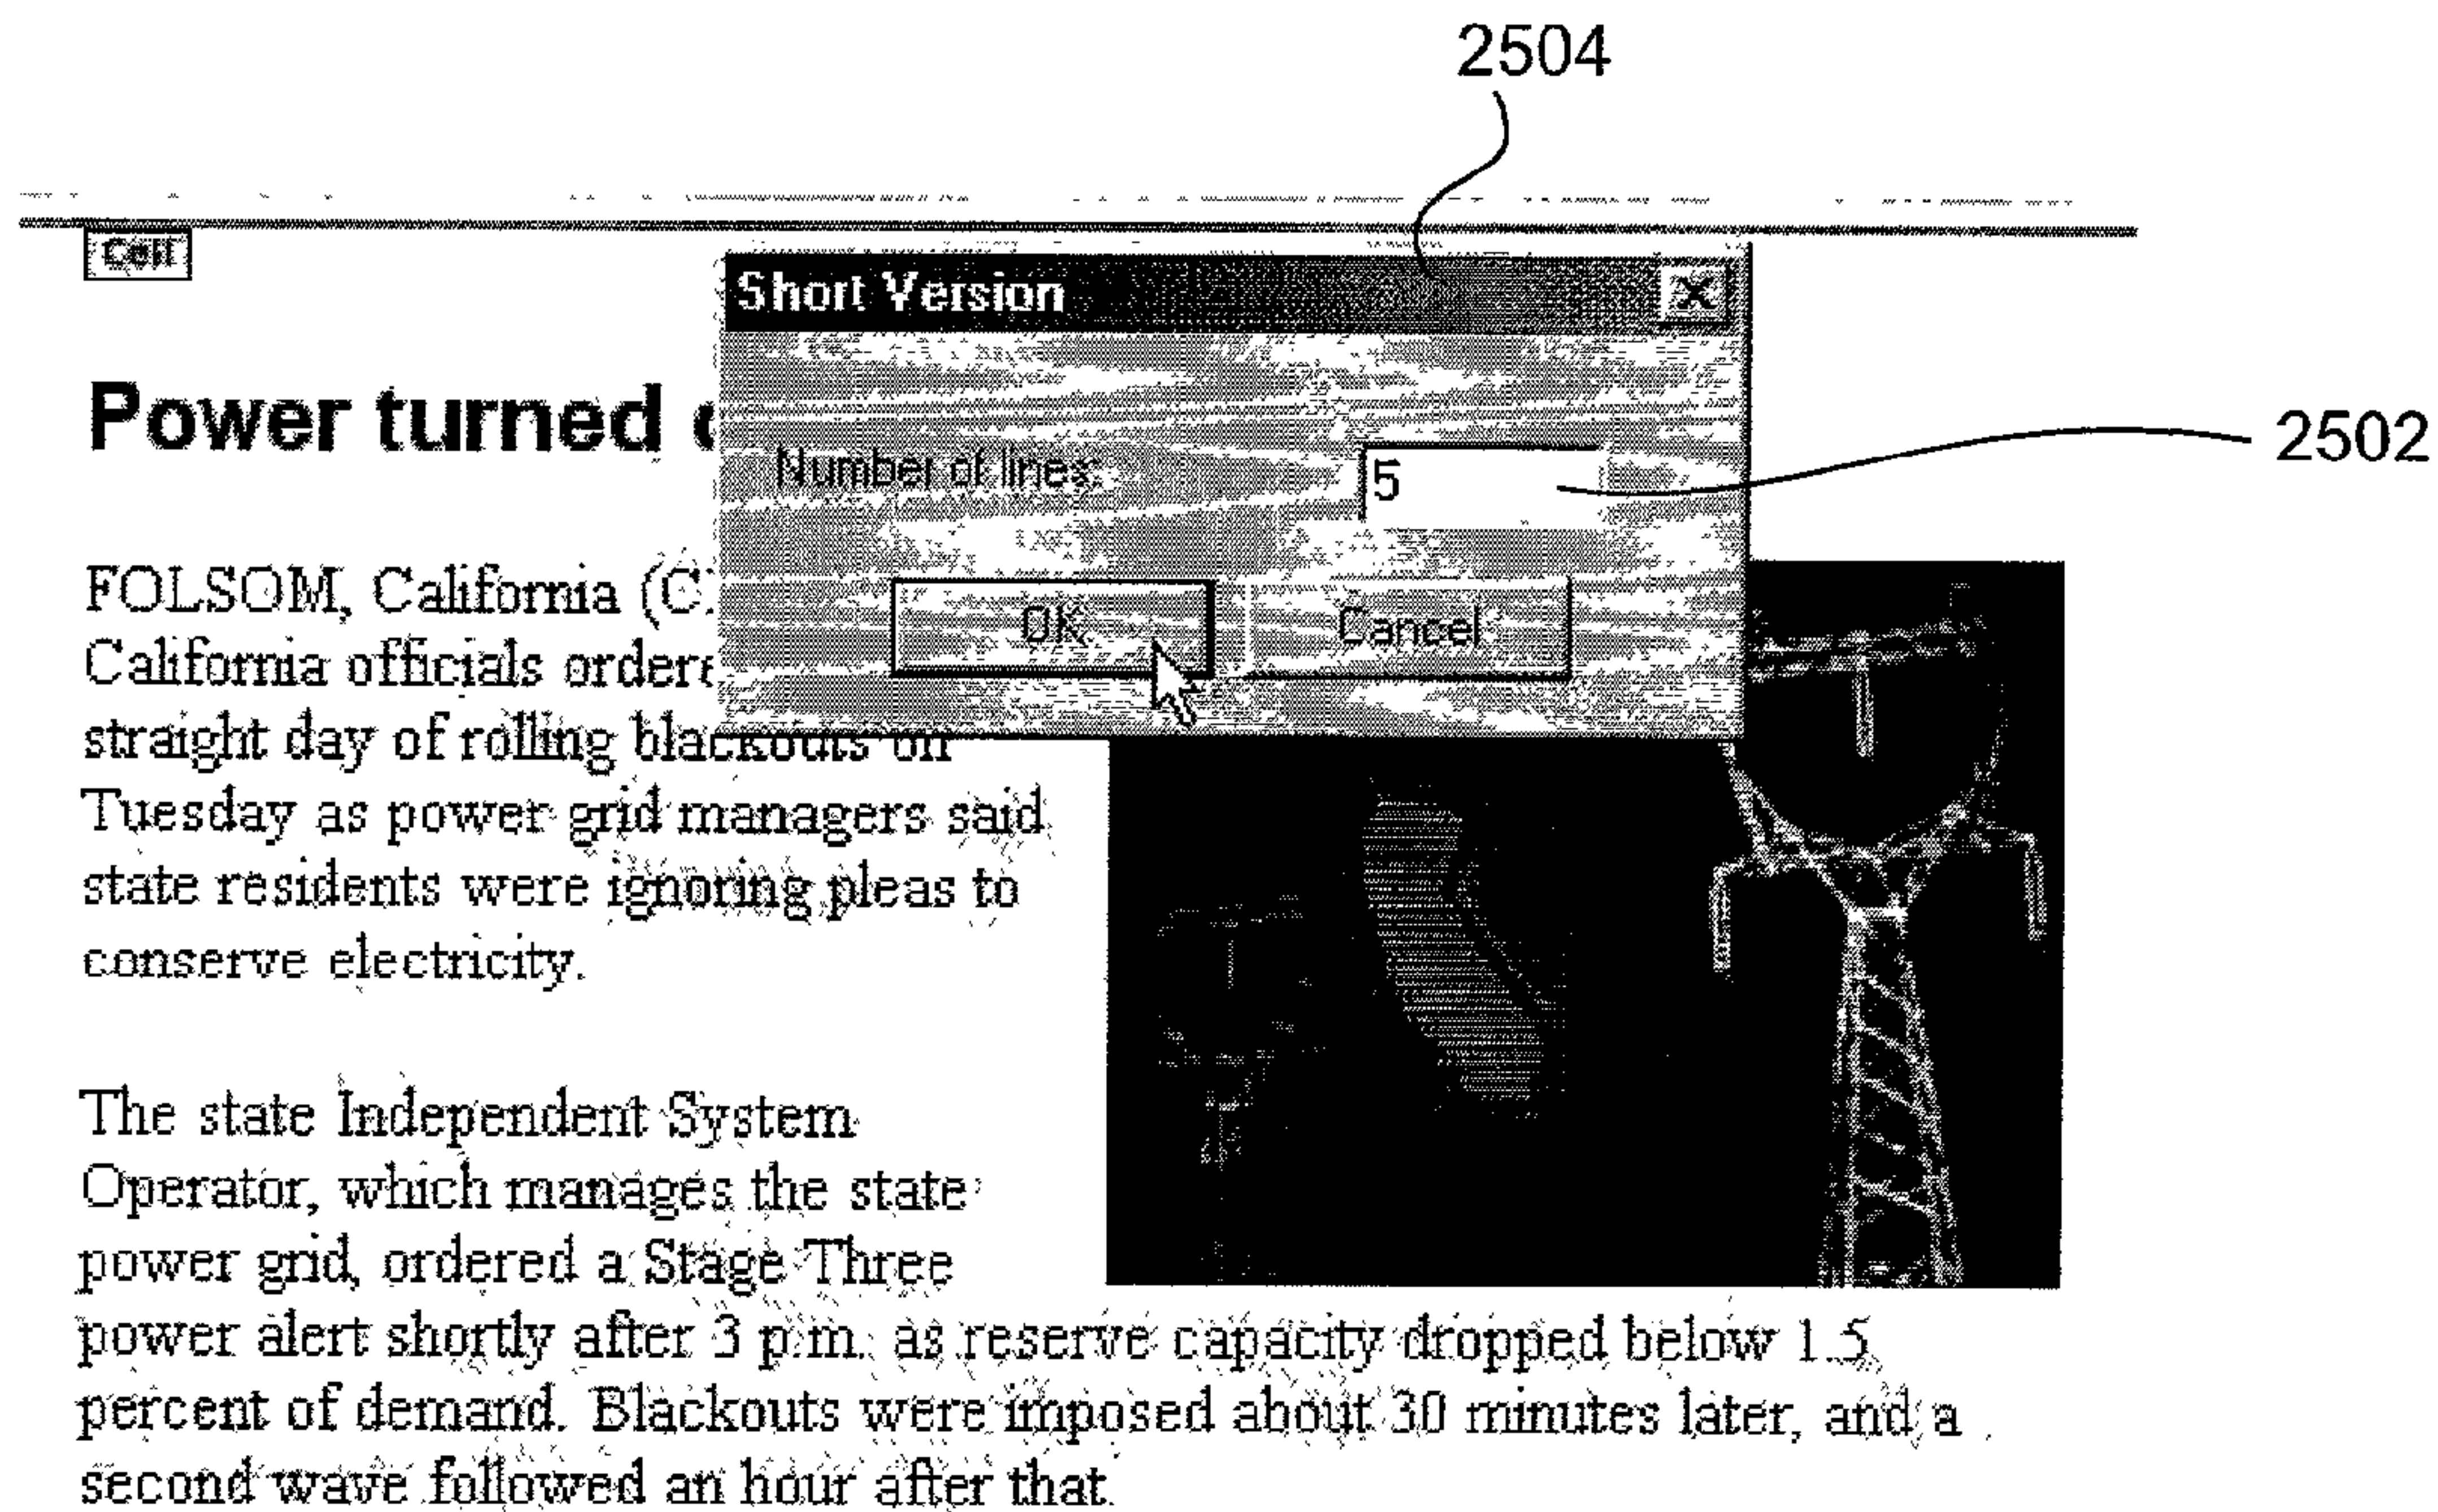 2504
Cell
Short Version
Power turned
Number of lines:
5
2502
OK
Cancel
FOLSOM, California (C
California officials ordere
straight day of rolling blackouts on
Tuesday as power grid managers said
state residents were ignoring pleas to
conserve electricity.
The state Independent System
Operator, which manages the state
power grid, ordered a Stage Three
power alert shortly after 3 p.m. as reserve capacity dropped below 1.5
percent of demand. Blackouts were imposed about 30 minutes later, and a
second wave followed an hour after that.